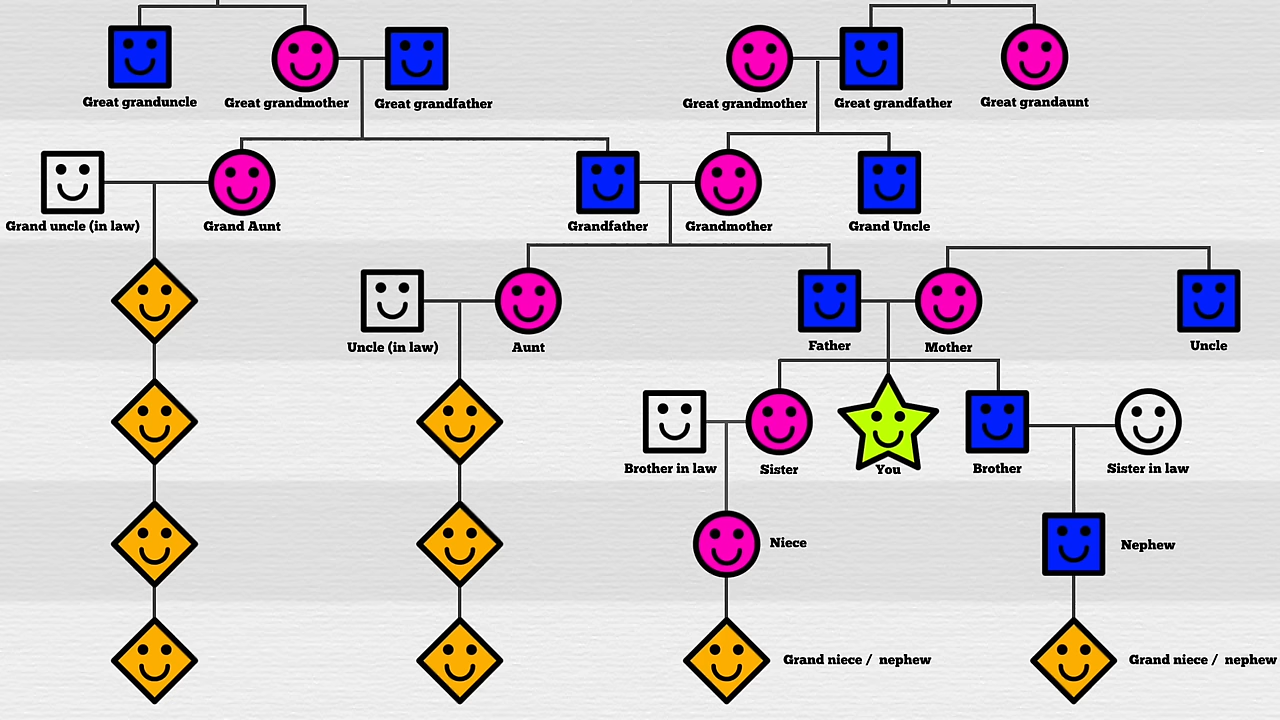 Great granduncle
Great grandmother
Great grandfather
Great grandmother
Great grandfather
Great grandaunt
Grand uncle (in law)
Grand Aunt
Grandfather
Grandmother
Grand Uncle
Uncle (in law)
Aunt
Father
Mother
Uncle
Brother in law
Sister
You
Brother
Sister in law
Niece
Nephew
Grand niece / nephew
Grand niece / nephew